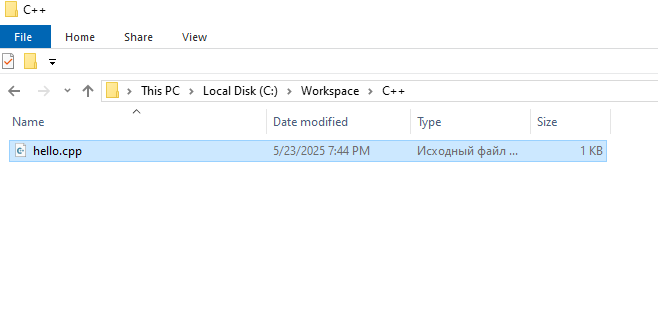 C++
File Home Share View
This PC Local Disk (C:) Workspace C++
Name Date modified Type Size
hello.cpp 5/23/2025 7:44 PM Исходный файл ... 1 KB